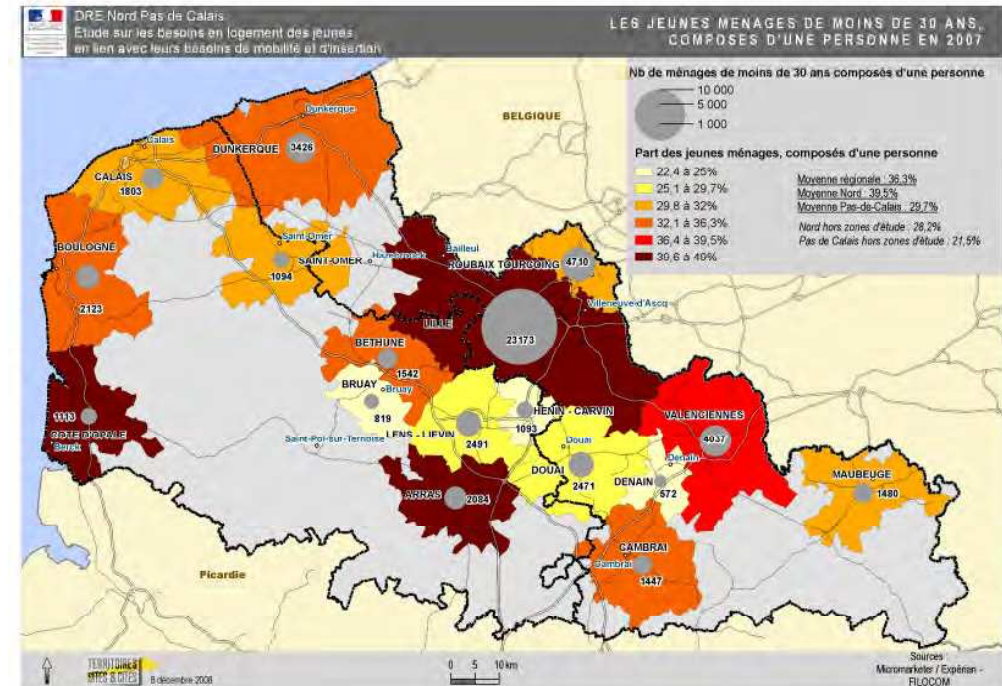 DRE Nord Pas de Calais
Etude sur les besoins en logement des jeunes
en lien avec leurs besoins de mobilité et d'insertion
LES JEUNES MENAGES DE MOINS DE 30 ANS,
COMPOSES D'UNE PERSONNE EN 2007
Nb de ménages de moins de 30 ans composés d'une personne
10 000
5 000
1 000
Part des jeunes ménages, composés d'une personne
22,4 à 25%
25,1 à 29,7%
29,8 à 32%
32,1 à 36,3%
36,4 à 39,5%
39,6 à 49%
Moyenne régionale : 36,3%
Moyenne Nord : 39,5%
Moyenne Pas-de-Calais : 29,7%
Nord hors zones d'étude : 28,2%
Pas de Calais hors zones d'étude : 21,5%
BELGIQUE
Dunkerque
DUNKERQUE
3426
Calais
CALAIS
1803
BOULOGNE
2123
Saint-Omer
SAINT-OMER
1094
Hazebrouck
Bailleul
ROUBAIX TOURCOING
4710
Villeneuve-d'Ascq
LILLE
23173
BETHUNE
1542
BRUAY
Bruay
819
LENS - LIEVIN
2491
HENIN - CARVIN
1093
VALENCIENNES
4037
1113
COTE D'OPALE
Berck
Saint-Pol-sur-Ternoise
Douai
DOUAI
2471
Denain
DENAIN
572
MAUBEUGE
1480
ARRAS
2084
CAMBRAI
Cambrai
1447
Picardie
TERRITOIRES
SITES & CITÉS
8 décembre 2008
0 5 10 km
Sources :
Micromarketer / Expérian -
FILOCOM